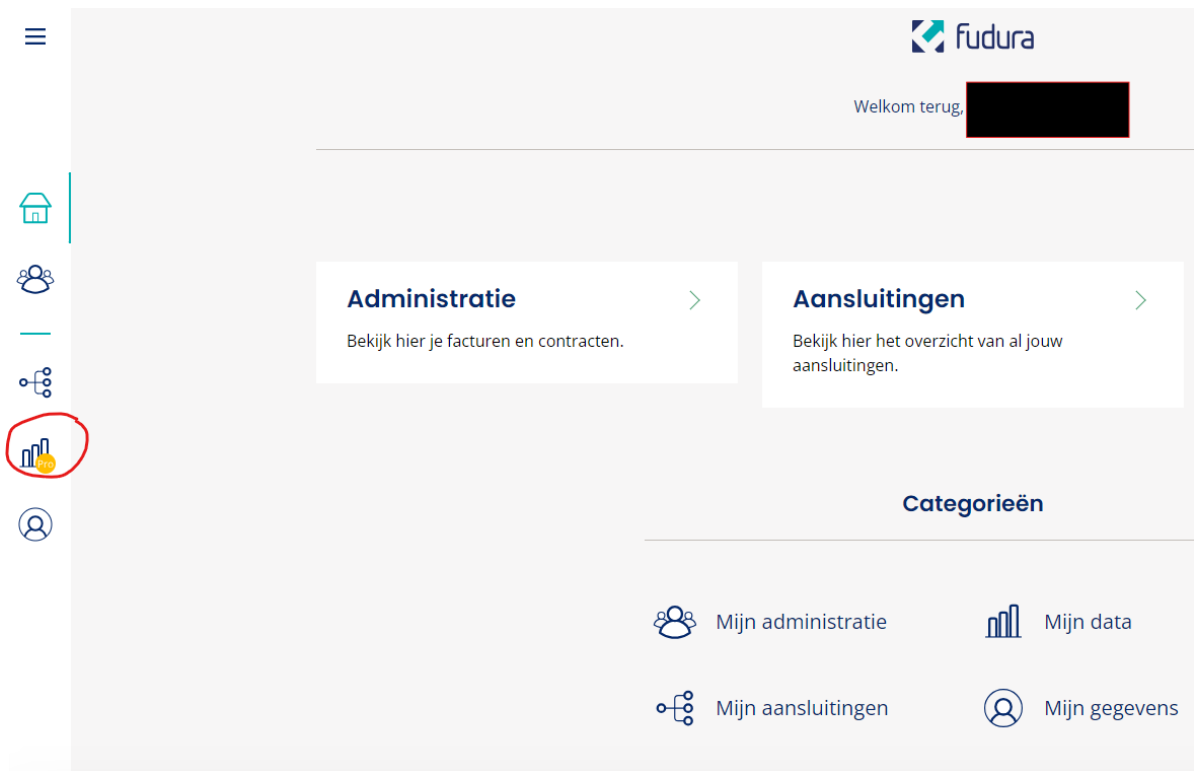 fudura
Welkom terug,
Administratie
Bekijk hier je facturen en contracten.
Aansluitingen
Bekijk hier het overzicht van al jouw
aansluitingen.
Pro
Categorieën
Mijn administratie
Mijn data
Mijn aansluitingen
Mijn gegevens